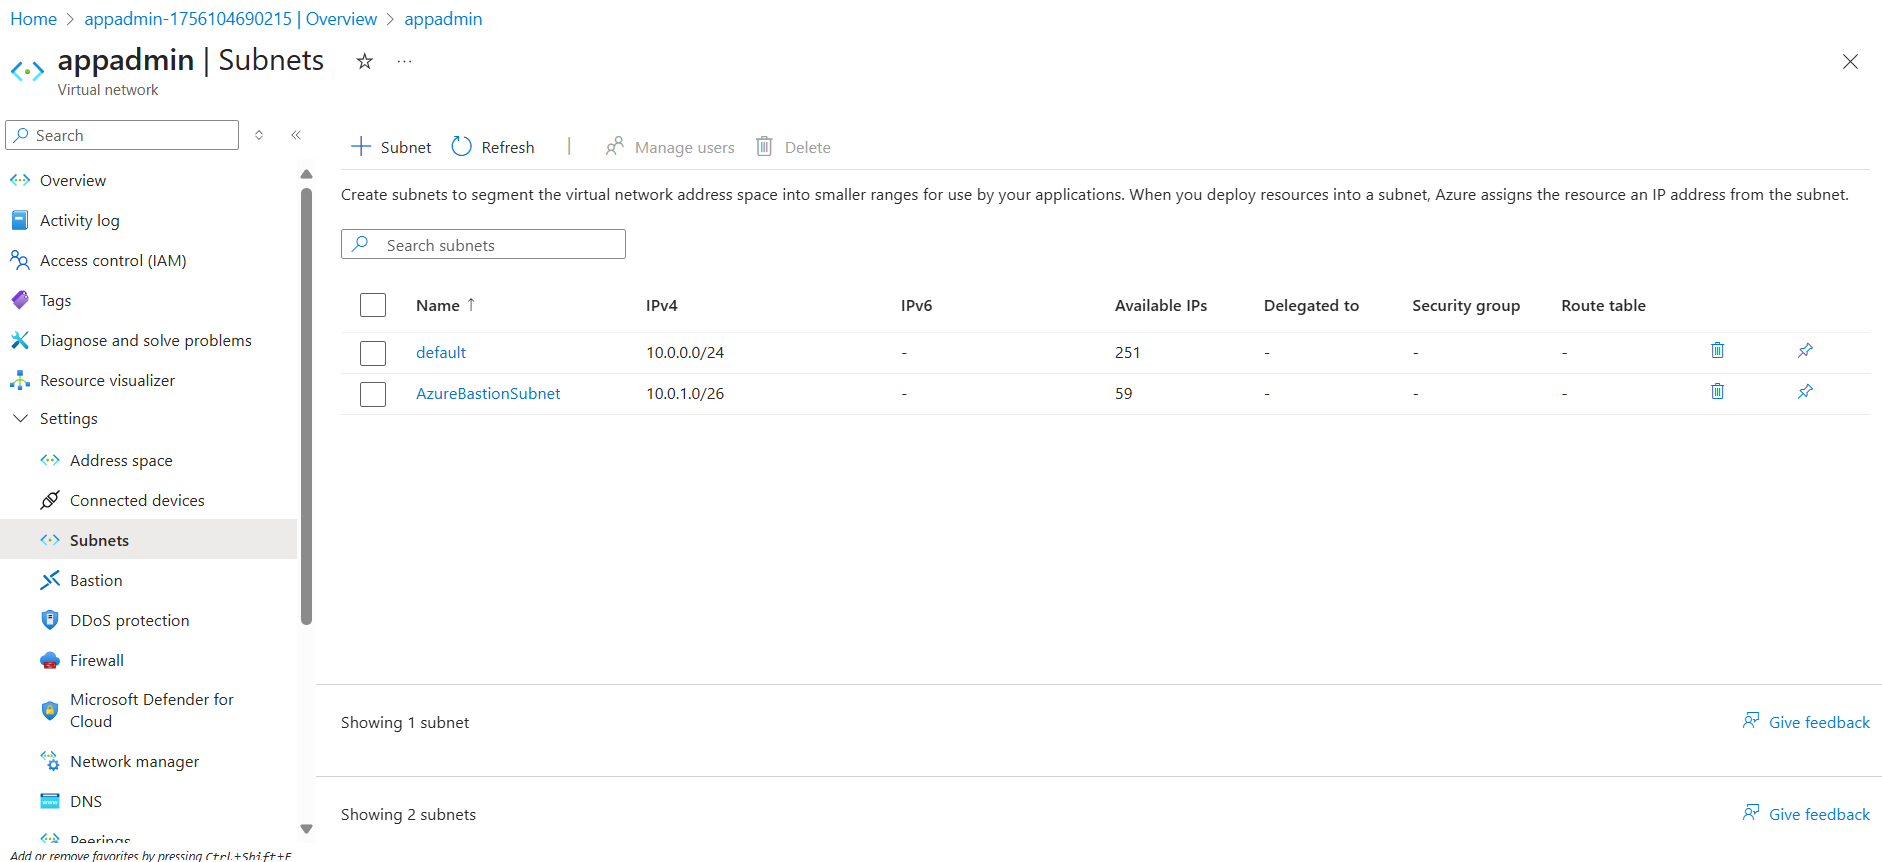 Home > appadmin-1756104690215 | Overview > appadmin
appadmin | Subnets
Virtual network
Search
Overview
Activity log
Access control (IAM)
Tags
Diagnose and solve problems
Resource visualizer
Settings
Address space
Connected devices
Subnets
Bastion
DDoS protection
Firewall
Microsoft Defender for
Cloud
Network manager
DNS
Peerings
Add or remove favorites by pressing Ctrl+Shift+F
Subnet Refresh | Manage users Delete
Create subnets to segment the virtual network address space into smaller ranges for use by your applications. When you deploy resources into a subnet, Azure assigns the resource an IP address from the subnet.
Search subnets
Name ↑ IPv4 IPv6 Available IPs Delegated to Security group Route table
default 10.0.0.0/24 - 251 - - -
AzureBastionSubnet 10.0.1.0/26 - 59 - - -
Showing 1 subnet Give feedback
Showing 2 subnets Give feedback